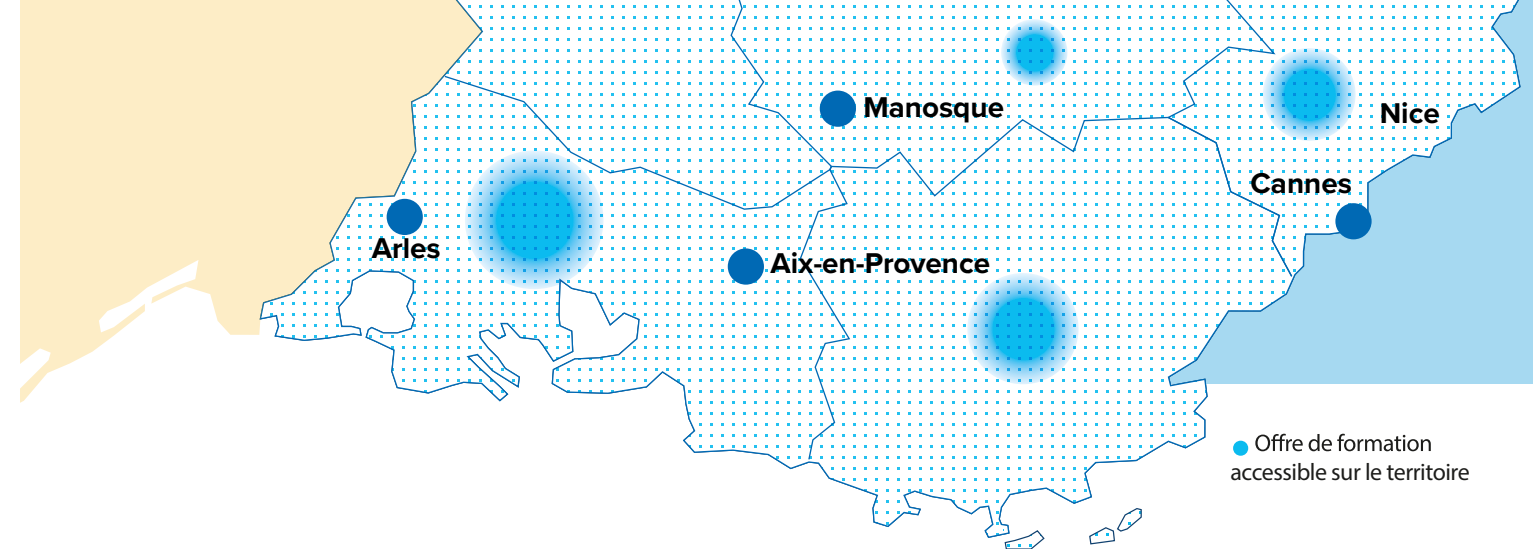 Manosque
Nice
Cannes
Arles
Aix-en-Provence
Offre de formation
accessible sur le territoire